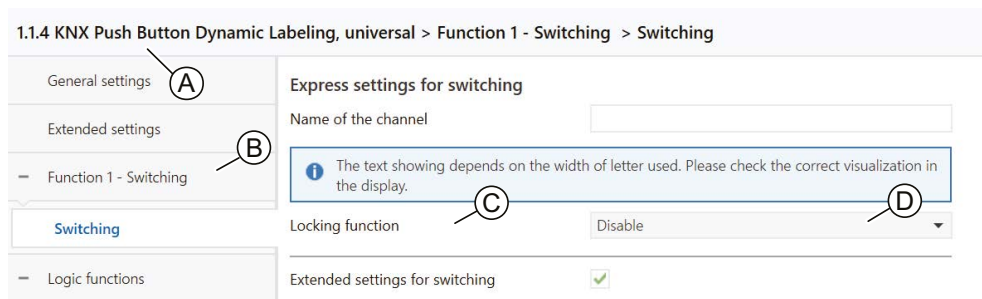 1.1.4 KNX Push Button Dynamic Labeling, universal > Function 1 - Switching > Switching
General settings
A
Extended settings
B
− Function 1 - Switching
Switching
− Logic functions
Express settings for switching
Name of the channel
The text showing depends on the width of letter used. Please check the correct visualization in
the display.
C
D
Locking function
Disable
Extended settings for switching